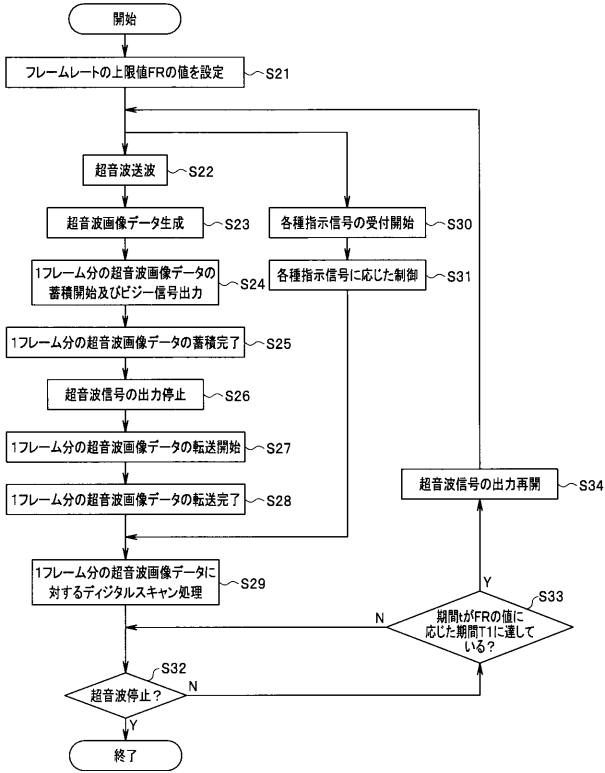 開始
フレームレートの上限値FRの値を設定
S21
超音波送波
S22
超音波画像データ生成
S23
1フレーム分の超音波画像データの
蓄積開始及びビジー信号出力
S24
1フレーム分の超音波画像データの蓄積完了
S25
超音波信号の出力停止
S26
1フレーム分の超音波画像データの転送開始
S27
1フレーム分の超音波画像データの転送完了
S28
各種指示信号の受付開始
S30
各種指示信号に応じた制御
S31
1フレーム分の超音波画像データに
対するディジタルスキャン処理
S29
超音波停止？
S32
N
Y
終了
期間tがFRの値に
応じた期間T1に達して
いる？
S33
N
Y
超音波信号の出力再開
S34